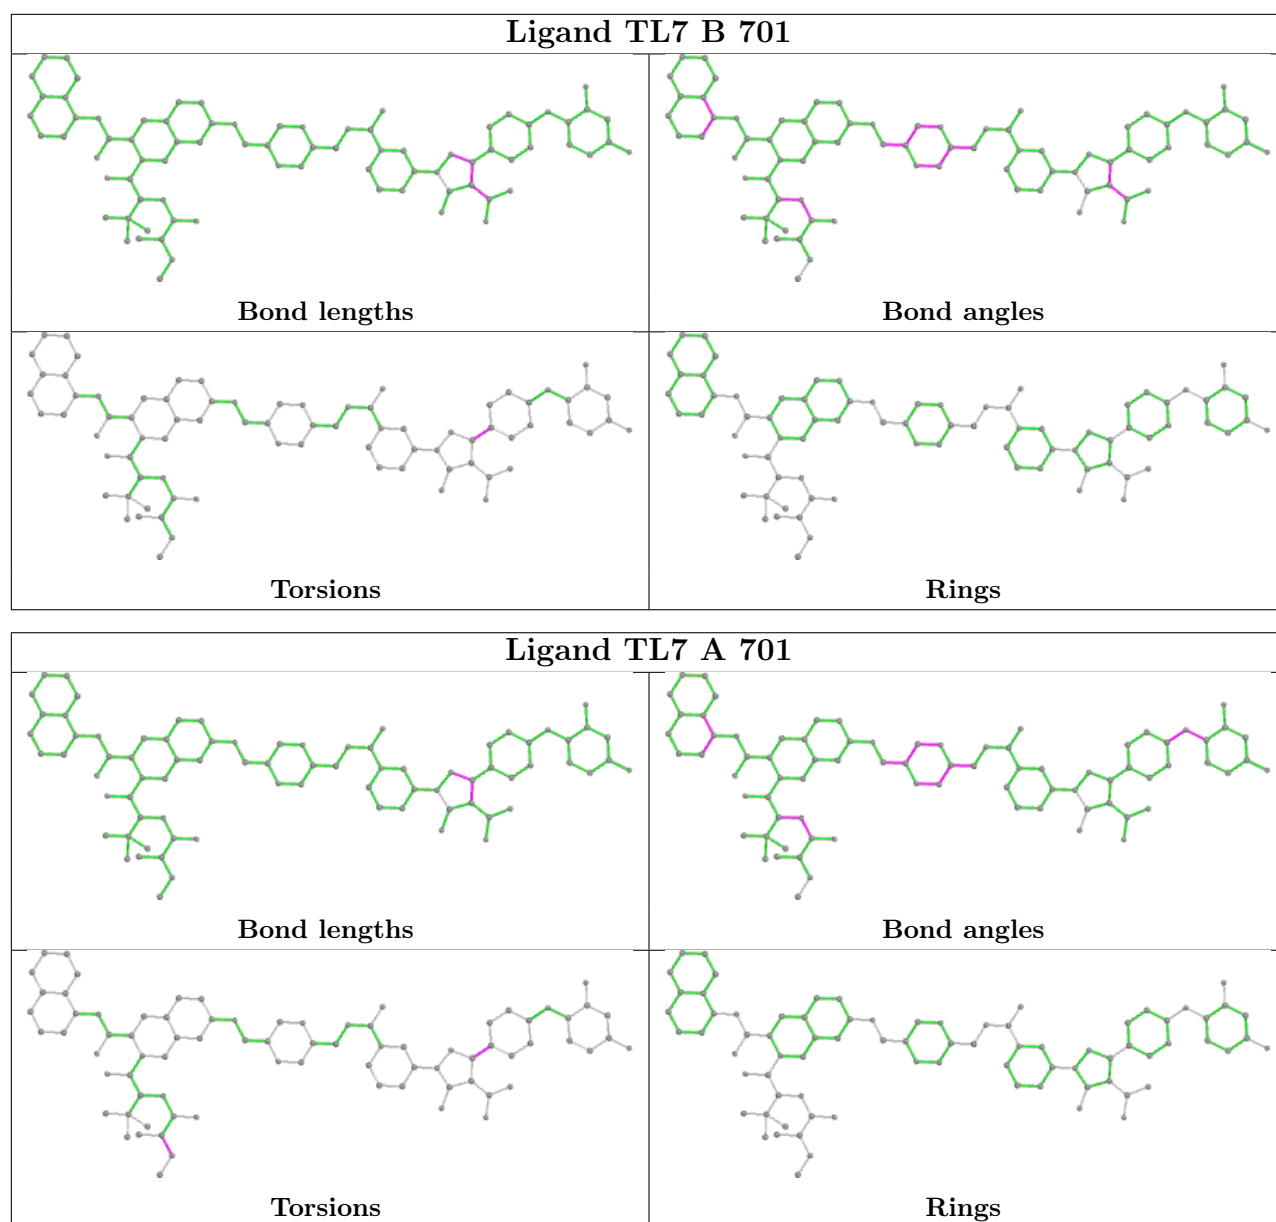 Ligand TL7 B 701
Bond lengths
Bond angles
Torsions
Rings
Ligand TL7 A 701
Bond lengths
Bond angles
Torsions
Rings